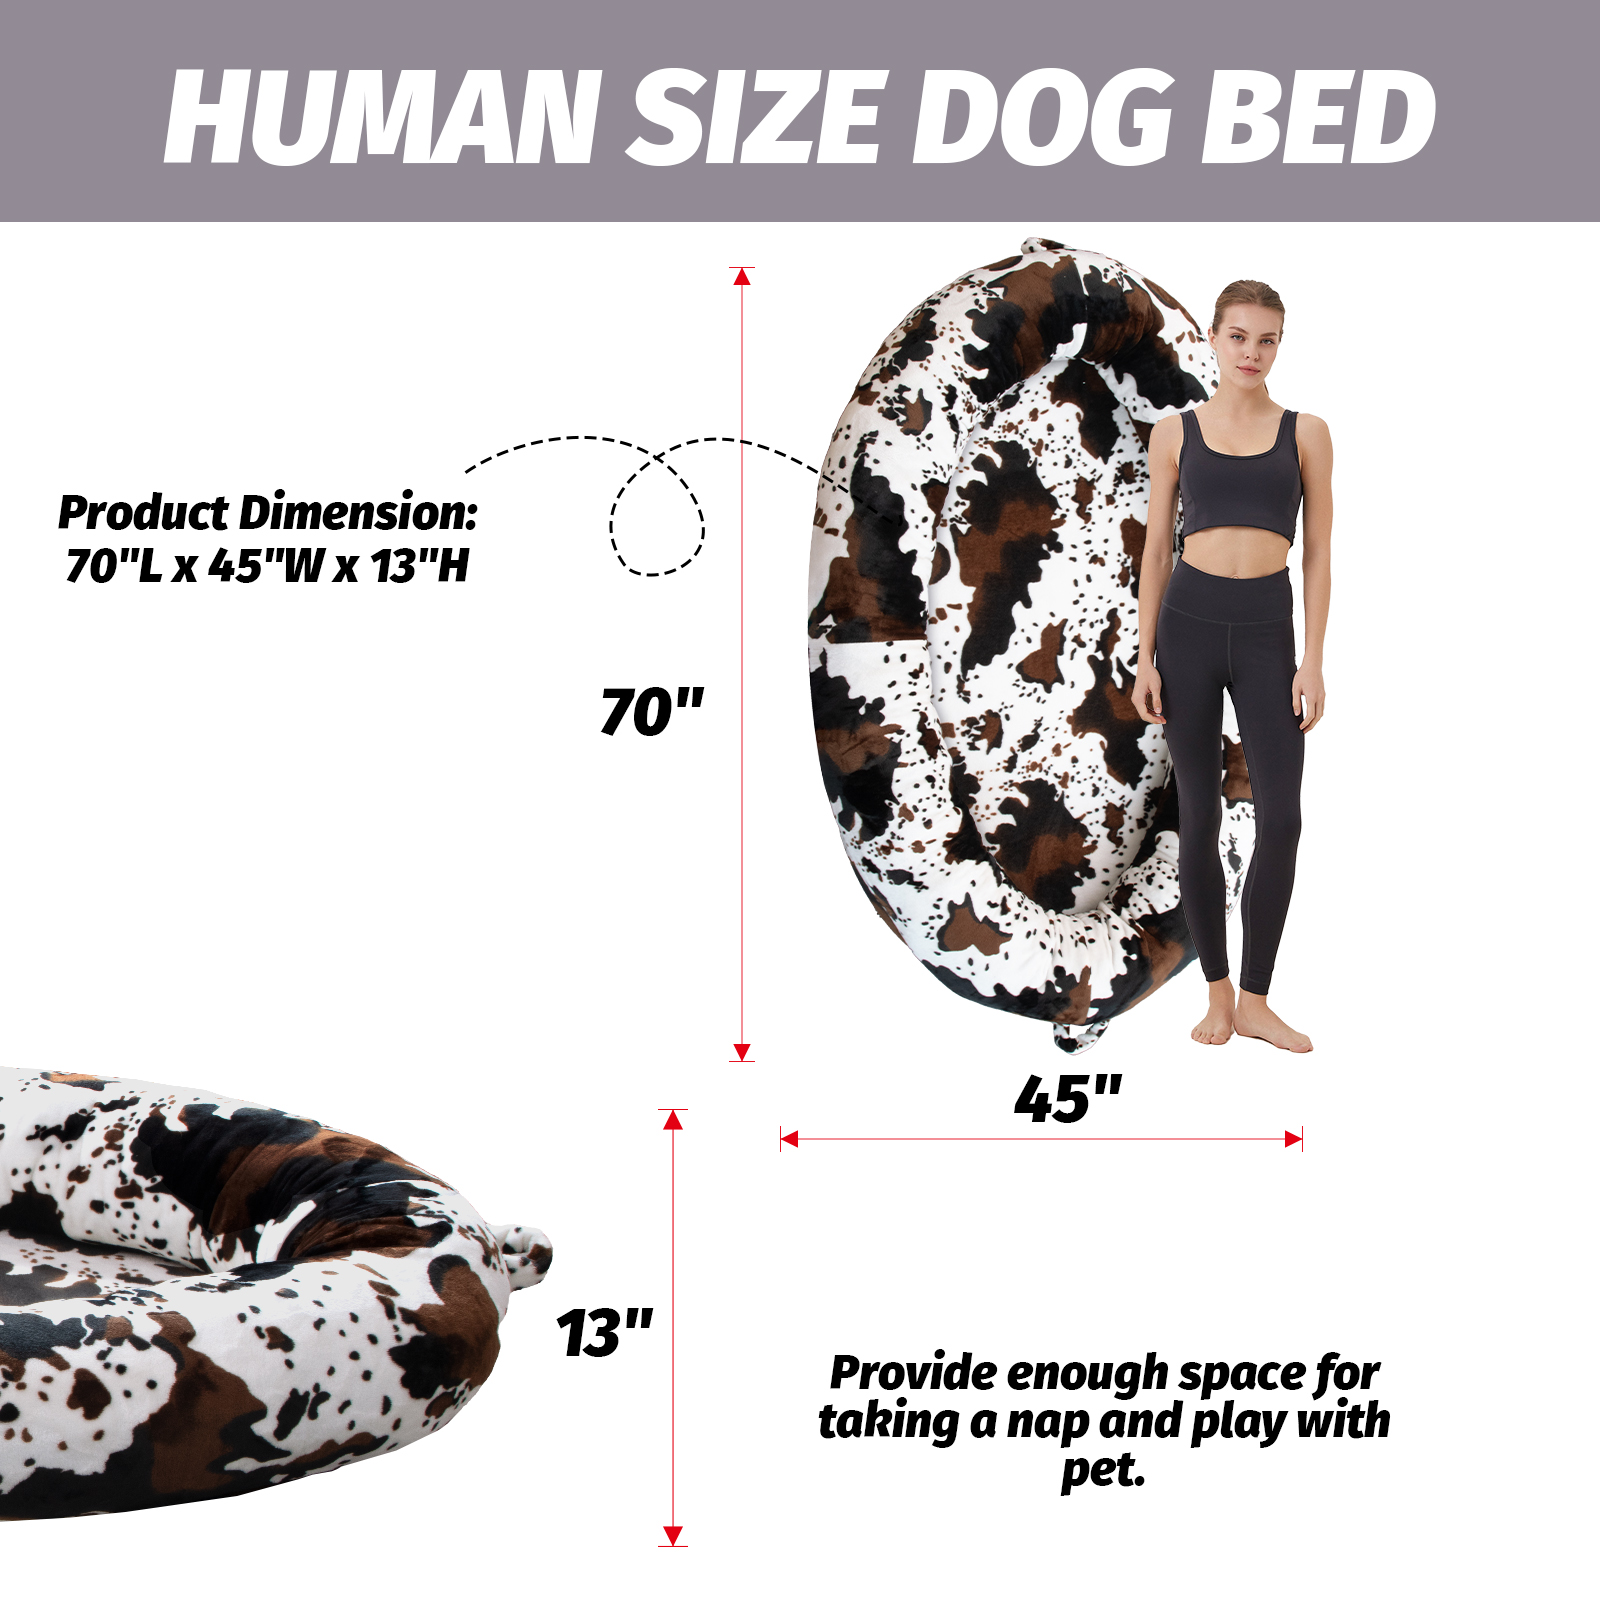 HUMAN SIZE DOG BED
Product Dimension:
70"L x 45"W x 13"H
70"
45"
13"
Provide enough space for
taking a nap and play with
pet.